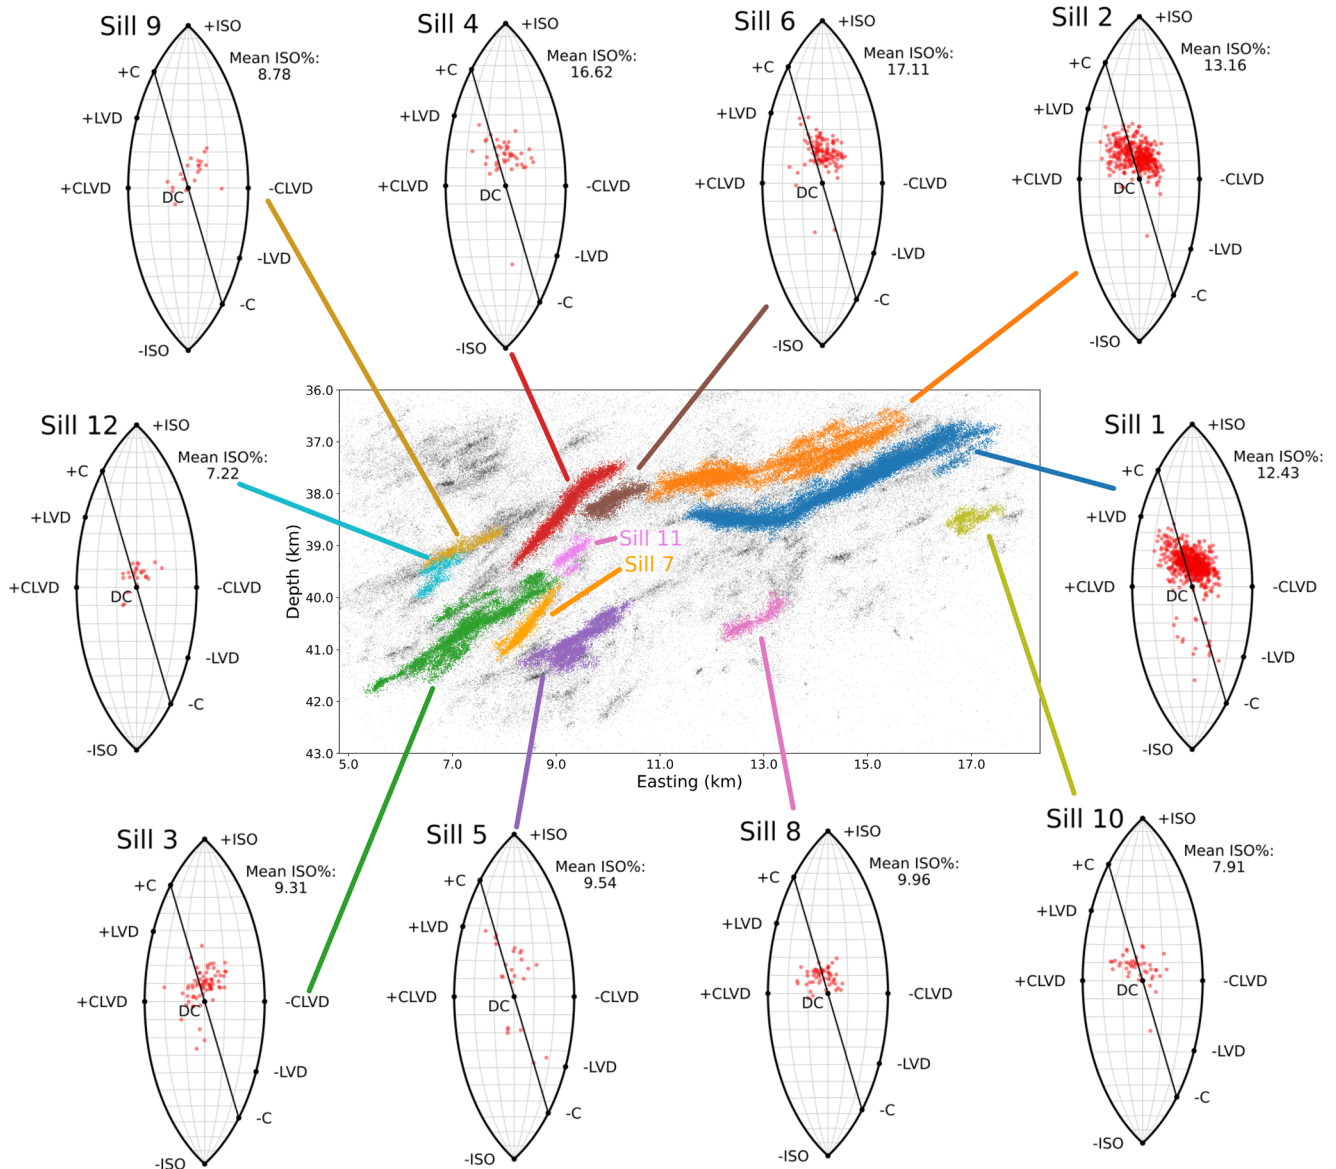 Sill 9
+ISO
Mean ISO%:
8.78
+C
+LVD
+CLVD
DC
-CLVD
-LVD
-C
-ISO
Sill 4
+ISO
Mean ISO%:
16.62
+C
+LVD
+CLVD
DC
-CLVD
-LVD
-C
-ISO
Sill 6
+ISO
Mean ISO%:
17.11
+C
+LVD
+CLVD
DC
-CLVD
-LVD
-C
-ISO
Sill 2
+ISO
Mean ISO%:
13.16
+C
+LVD
+CLVD
DC
-CLVD
-LVD
-C
-ISO
Sill 12
+ISO
Mean ISO%:
7.22
+C
+LVD
+CLVD
DC
-CLVD
-LVD
-C
-ISO
36.0
37.0
38.0
39.0
40.0
41.0
42.0
43.0
Depth (km)
Sill 11
Sill 7
5.0
7.0
9.0
11.0
13.0
15.0
17.0
Easting (km)
Sill 1
+ISO
Mean ISO%:
12.43
+C
+LVD
+CLVD
DC
-CLVD
-LVD
-C
-ISO
Sill 3
+ISO
Mean ISO%:
9.31
+C
+LVD
+CLVD
DC
-CLVD
-LVD
-C
-ISO
Sill 5
+ISO
Mean ISO%:
9.54
+C
+LVD
+CLVD
DC
-CLVD
-LVD
-C
-ISO
Sill 8
+ISO
Mean ISO%:
9.96
+C
+LVD
+CLVD
DC
-CLVD
-LVD
-C
-ISO
Sill 10
+ISO
Mean ISO%:
7.91
+C
+LVD
+CLVD
DC
-CLVD
-LVD
-C
-ISO